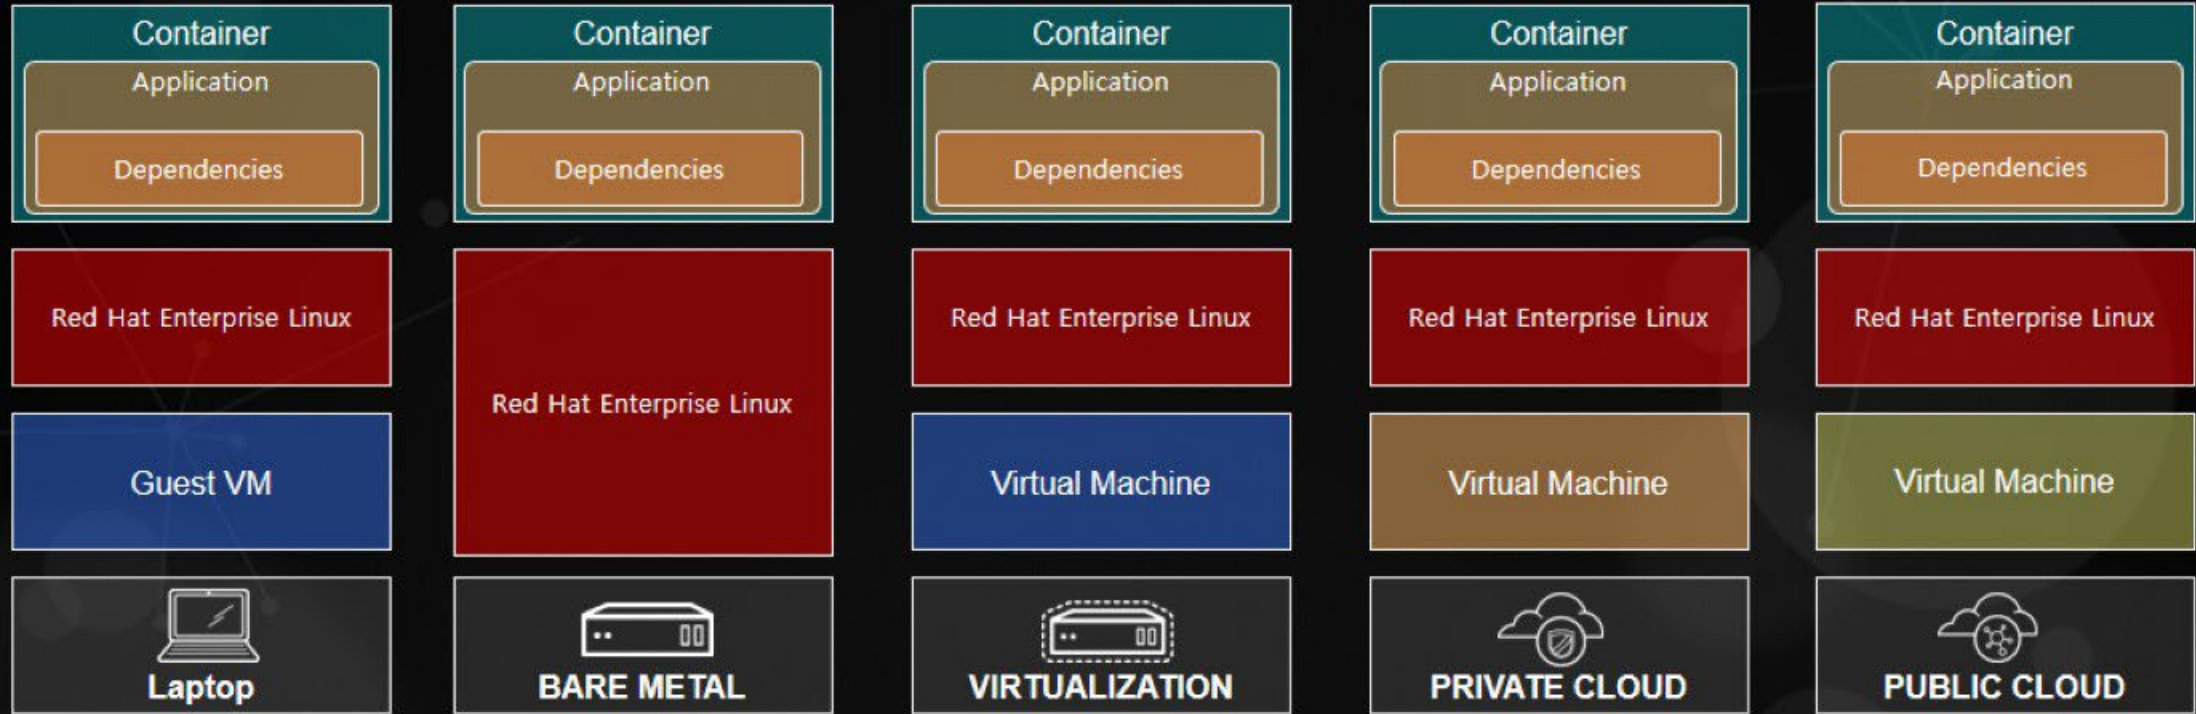 Container
Application
Dependencies
Red Hat Enterprise Linux
Guest VM
Laptop
Container
Application
Dependencies
Red Hat Enterprise Linux
BARE METAL
Container
Application
Dependencies
Red Hat Enterprise Linux
Virtual Machine
VIRTUALIZATION
Container
Application
Dependencies
Red Hat Enterprise Linux
Virtual Machine
PRIVATE CLOUD
Container
Application
Dependencies
Red Hat Enterprise Linux
Virtual Machine
PUBLIC CLOUD